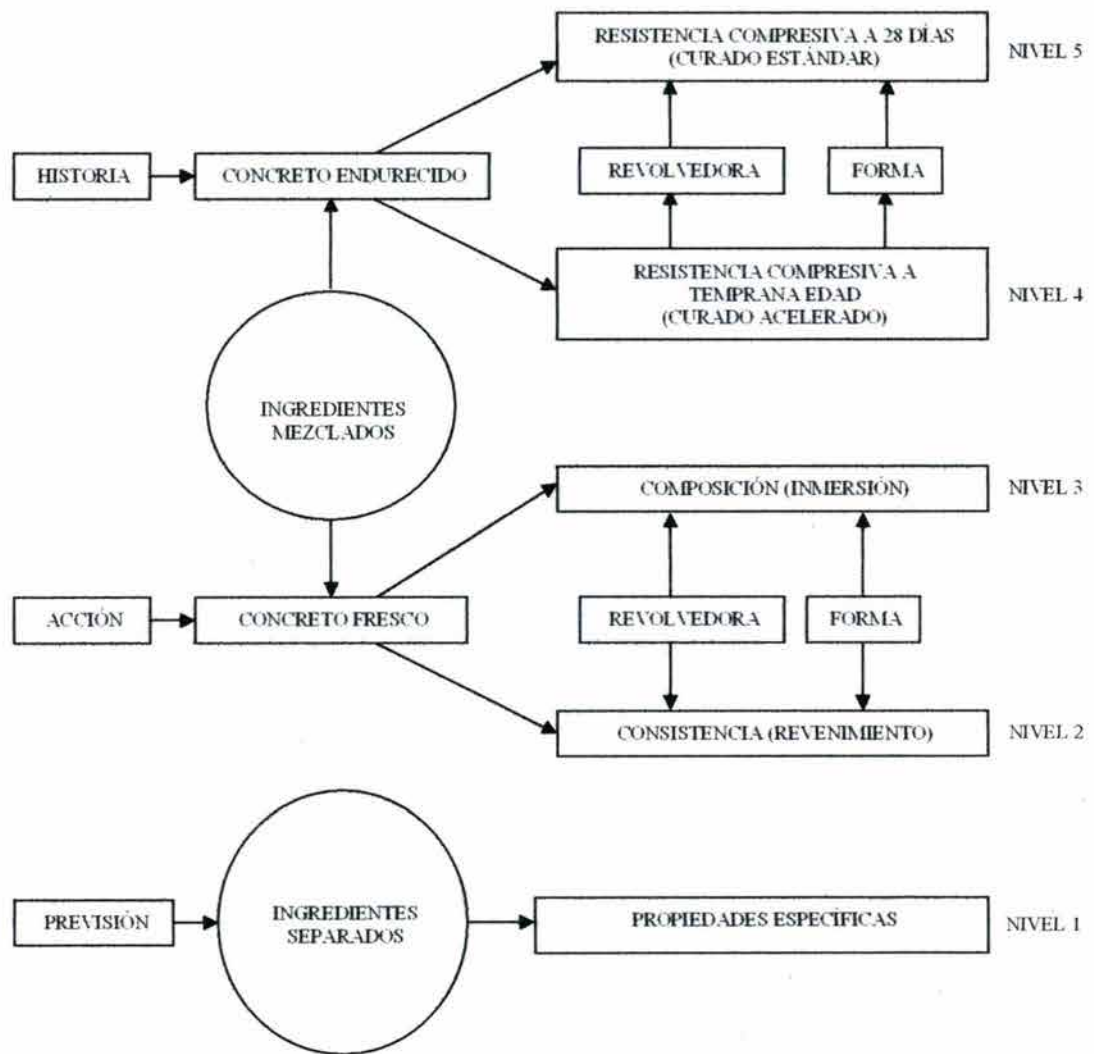 RESISTENCIA COMPRESIVA A 28 DÍAS
(CURADO ESTÁNDAR)
NIVEL 5
HISTORIA
CONCRETO ENDURECIDO
REVOLVEDORA
FORMA
RESISTENCIA COMPRESIVA A
TEMPRANA EDAD
(CURADO ACELERADO)
NIVEL 4
INGREDIENTES
MEZCLADOS
COMPOSICIÓN (INMERSIÓN)
NIVEL 3
ACCIÓN
CONCRETO FRESCO
REVOLVEDORA
FORMA
CONSISTENCIA (REVENIMIENTO)
NIVEL 2
PREVISIÓN
INGREDIENTES
SEPARADOS
PROPIEDADES ESPECÍFICAS
NIVEL 1